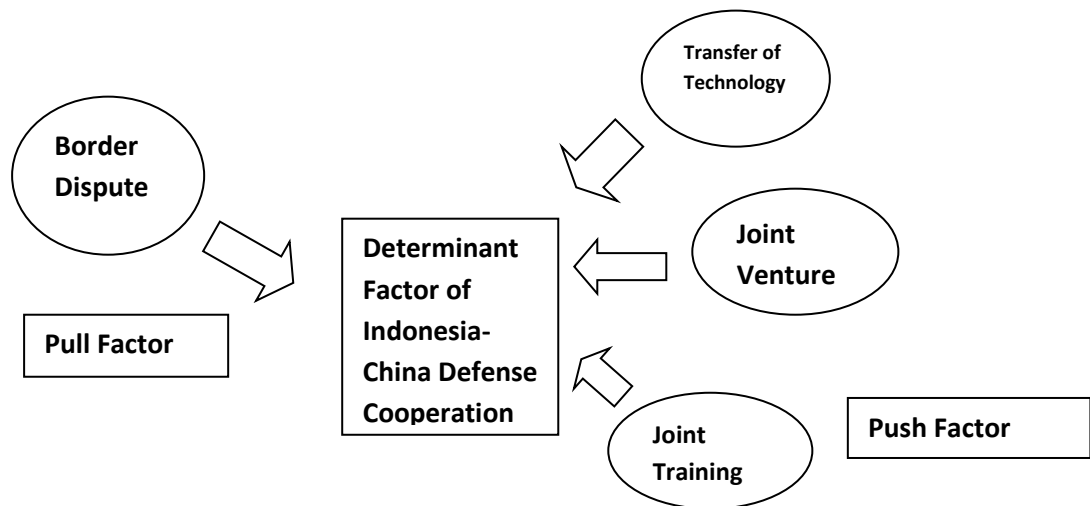 Transfer of
Technology
Border
Dispute
Determinant
Factor of
Indonesia-
China Defense
Cooperation
Joint
Venture
Pull Factor
Joint
Training
Push Factor